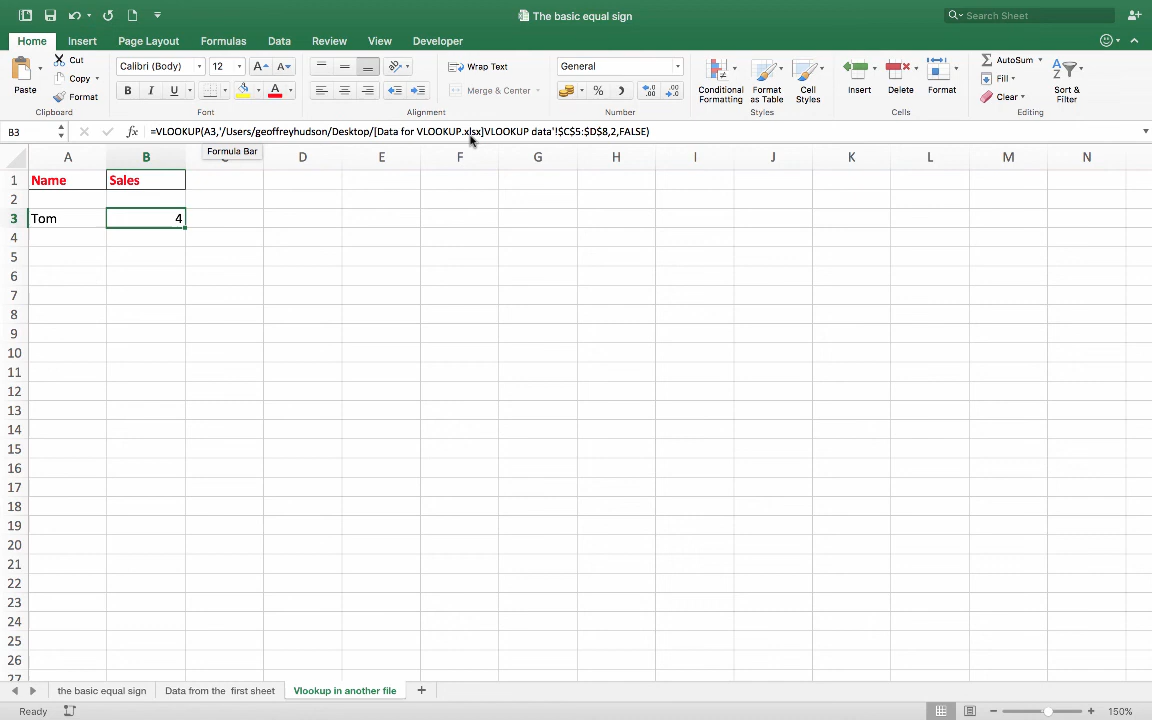 The basic equal sign
Search Sheet
Home Insert Page Layout Formulas Data Review View Developer
Paste
Cut
Copy
Format
Clipboard
Calibri (Body) 12 A A
B I U A
Font
Wrap Text
Merge & Center
Alignment
General
%
Number
Conditional Formatting
Format as Table
Cell Styles
Styles
Insert
Delete
Format
Cells
AutoSum
Fill
Clear
Sort & Filter
Editing
B3 fx =VLOOKUP(A3,'/Users/geoffreyhudson/Desktop/[Data for VLOOKUP.xlsx]VLOOKUP data'!$C$5:$D$8,2,FALSE)
Formula Bar
A B C D E F G H I J K L M N
1 Name Sales
2
3 Tom 4
4
5
6
7
8
9
10
11
12
13
14
15
16
17
18
19
20
21
22
23
24
25
26
27
the basic equal sign Data from the first sheet Vlookup in another file
Ready 150%